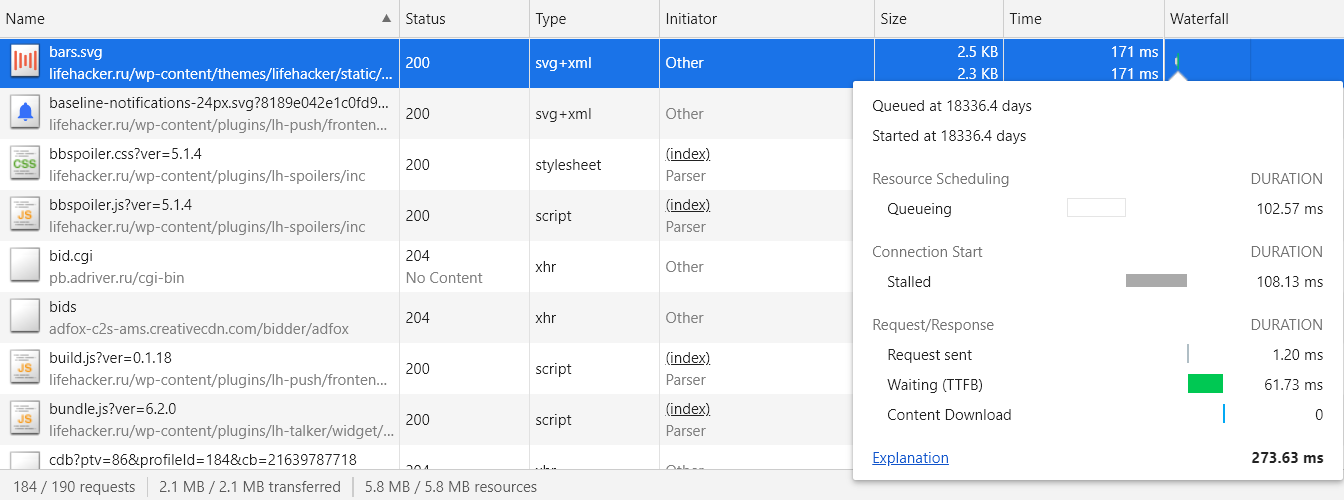 Name Status Type Initiator Size Time Waterfall
bars.svg 2.5 KB 171 ms
200 svg+xml Other
lifehacker.ru/wp-content/themes/lifehacker/static/... 2.3 KB 171 ms
baseline-notifications-24px.svg?8189e042e1c0fd9...
200 svg+xml Other
lifehacker.ru/wp-content/plugins/lh-push/fronten...
bbspoiler.css?ver=5.1.4 (index)
CSS 200 stylesheet
lifehacker.ru/wp-content/plugins/lh-spoilers/inc Parser
bbspoiler.js?ver=5.1.4 (index)
JS 200 script
lifehacker.ru/wp-content/plugins/lh-spoilers/inc Parser
bid.cgi 204
xhr Other
pb.adriver.ru/cgi-bin No Content
bids
204 xhr Other
adfox-c2s-ams.creativecdn.com/bidder/adfox
build.js?ver=0.1.18 (index)
JS 200 script
lifehacker.ru/wp-content/plugins/lh-push/fronten... Parser
bundle.js?ver=6.2.0 (index)
JS 200 script
lifehacker.ru/wp-content/plugins/lh-talker/widget/... Parser
cdb?ptv=86&profileId=184&cb=21639787718
204 xhr Other
Queued at 18336.4 days
Started at 18336.4 days
Resource Scheduling DURATION
Queueing 102.57 ms
Connection Start DURATION
Stalled 108.13 ms
Request/Response DURATION
Request sent 1.20 ms
Waiting (TTFB) 61.73 ms
Content Download 0
Explanation 273.63 ms
184 / 190 requests 2.1 MB / 2.1 MB transferred 5.8 MB / 5.8 MB resources